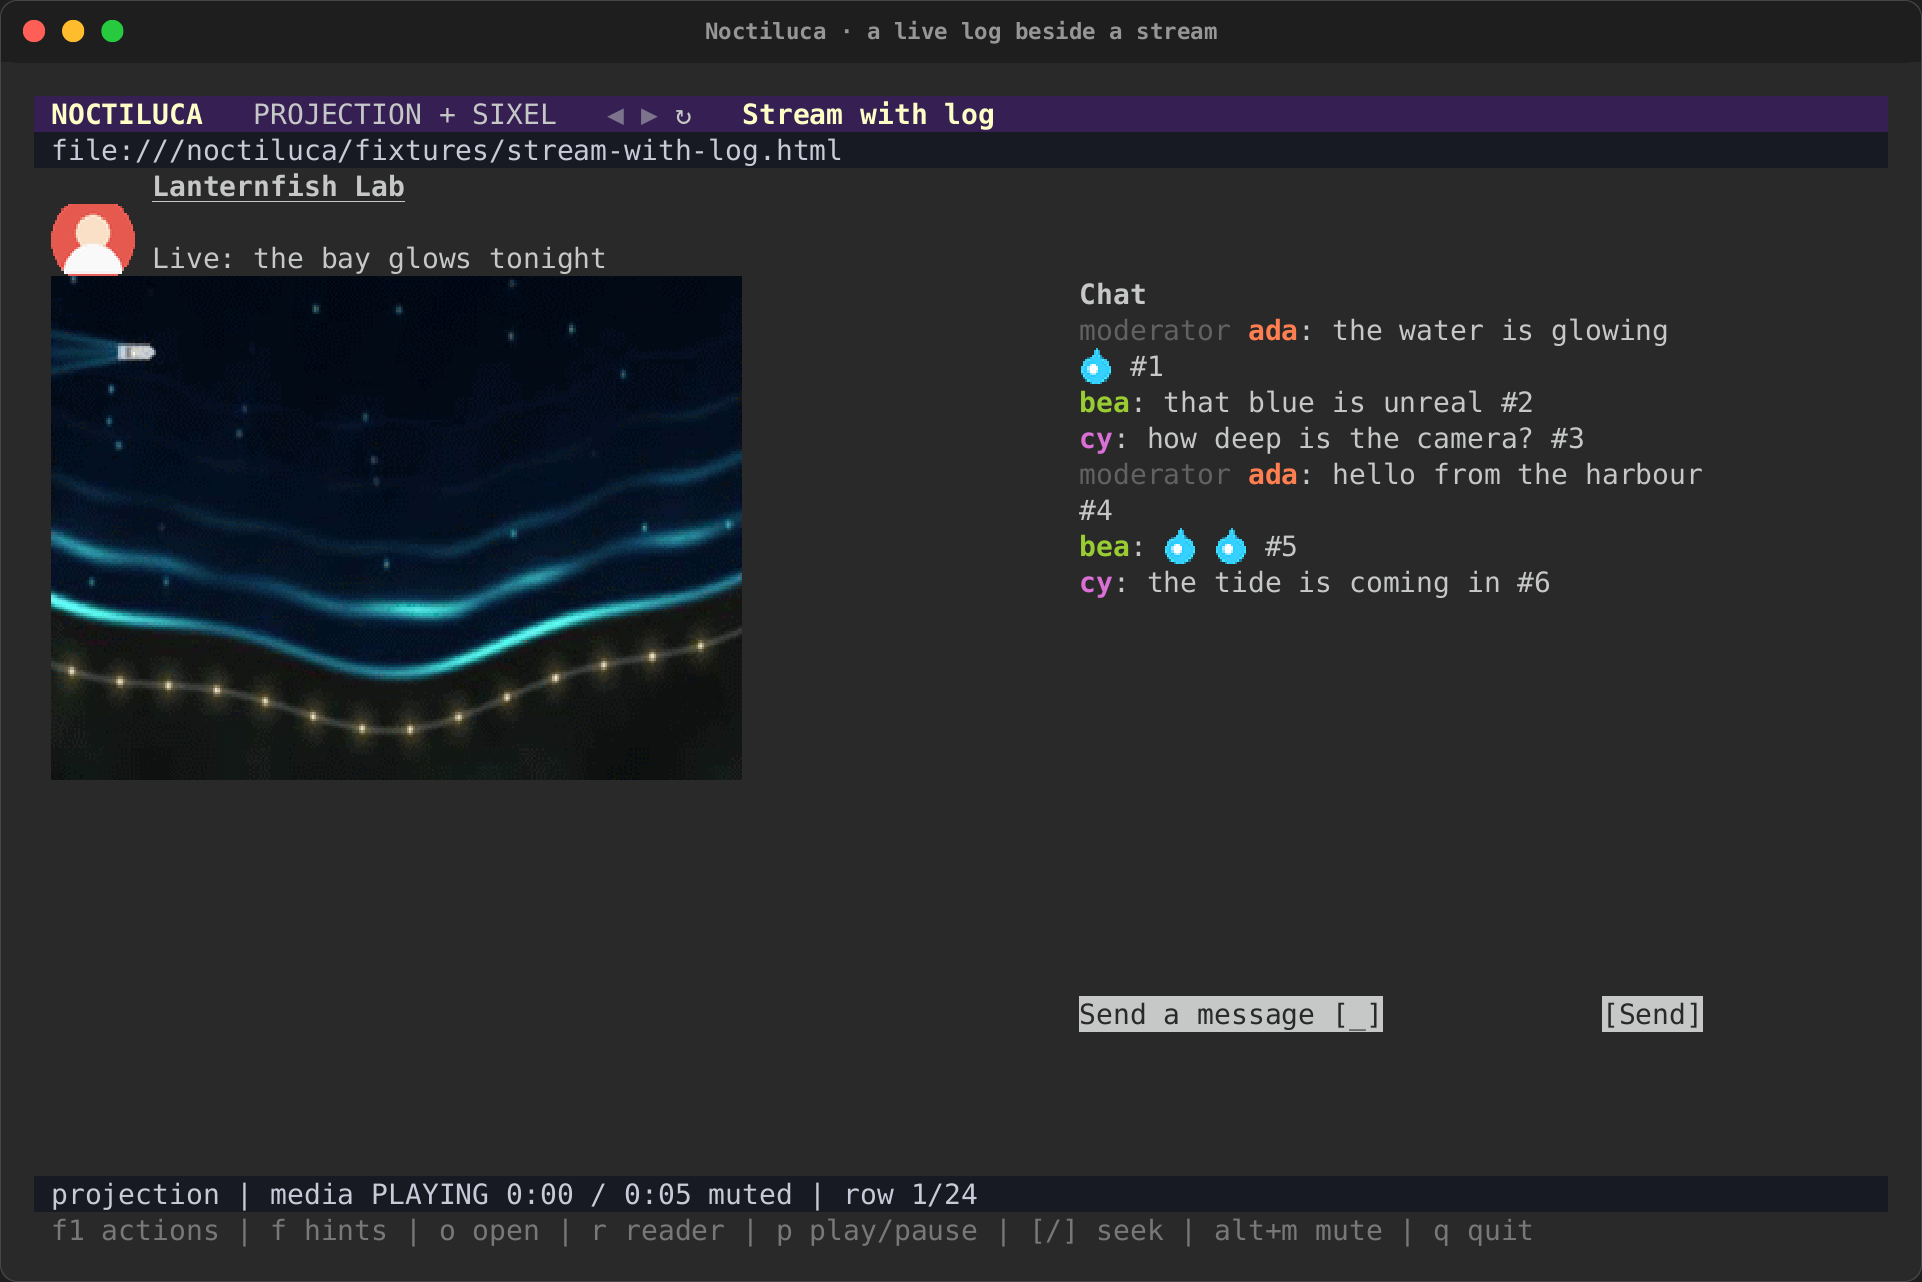 Noctiluca · a live log beside a stream
NOCTILUCA PROJECTION + SIXEL ◀ ▶ ↻ Stream with log
file:///noctiluca/fixtures/stream-with-log.html
Lanternfish Lab
Live: the bay glows tonight
Chat
moderator ada: the water is glowing
#1
bea: that blue is unreal #2
cy: how deep is the camera? #3
moderator ada: hello from the harbour
#4
bea: #5
cy: the tide is coming in #6
Send a message [_] [Send]
projection | media PLAYING 0:00 / 0:05 muted | row 1/24
f1 actions | f hints | o open | r reader | p play/pause | [/] seek | alt+m mute | q quit